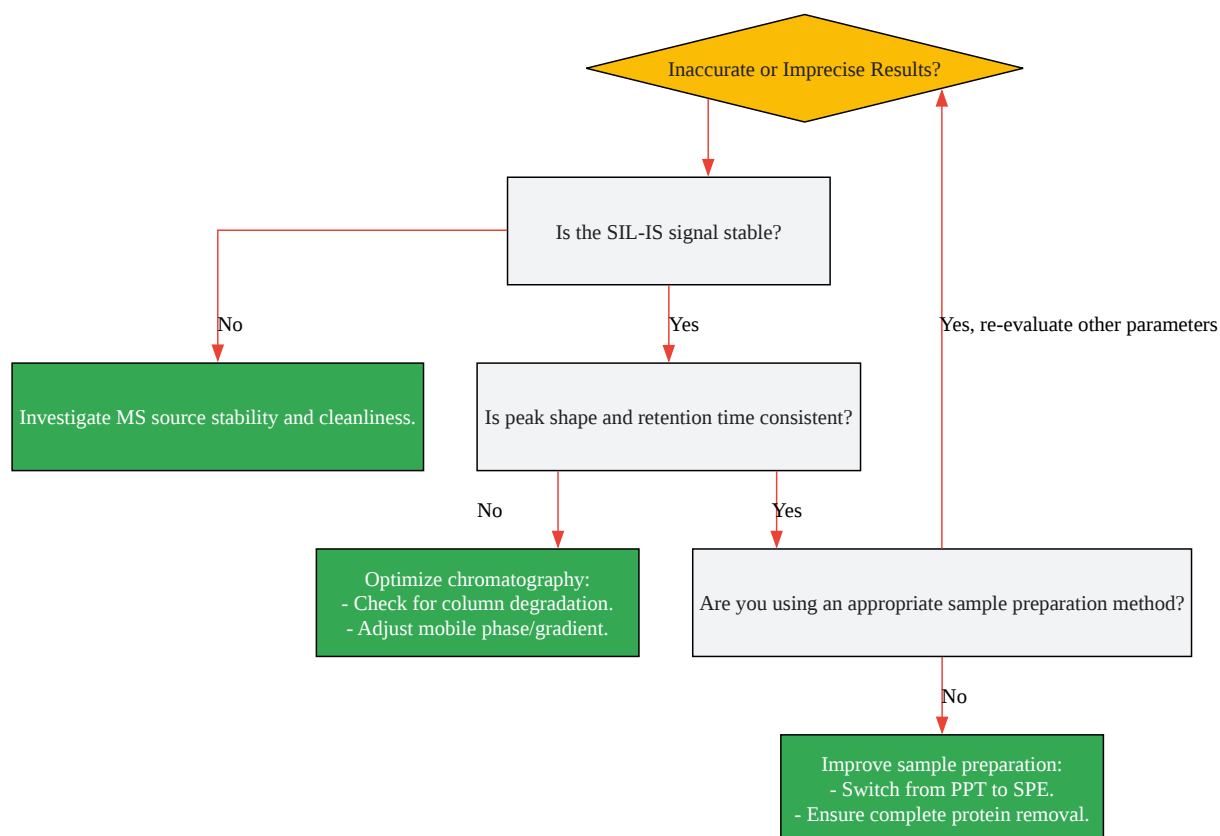 Inaccurate or Imprecise Results?
Is the SIL-IS signal stable?
No
Yes
Yes, re-evaluate other parameters
Investigate MS source stability and cleanliness.
Is peak shape and retention time consistent?
No
Yes
Optimize chromatography:
- Check for column degradation.
- Adjust mobile phase/gradient.
Are you using an appropriate sample preparation method?
No
Improve sample preparation:
- Switch from PPT to SPE.
- Ensure complete protein removal.